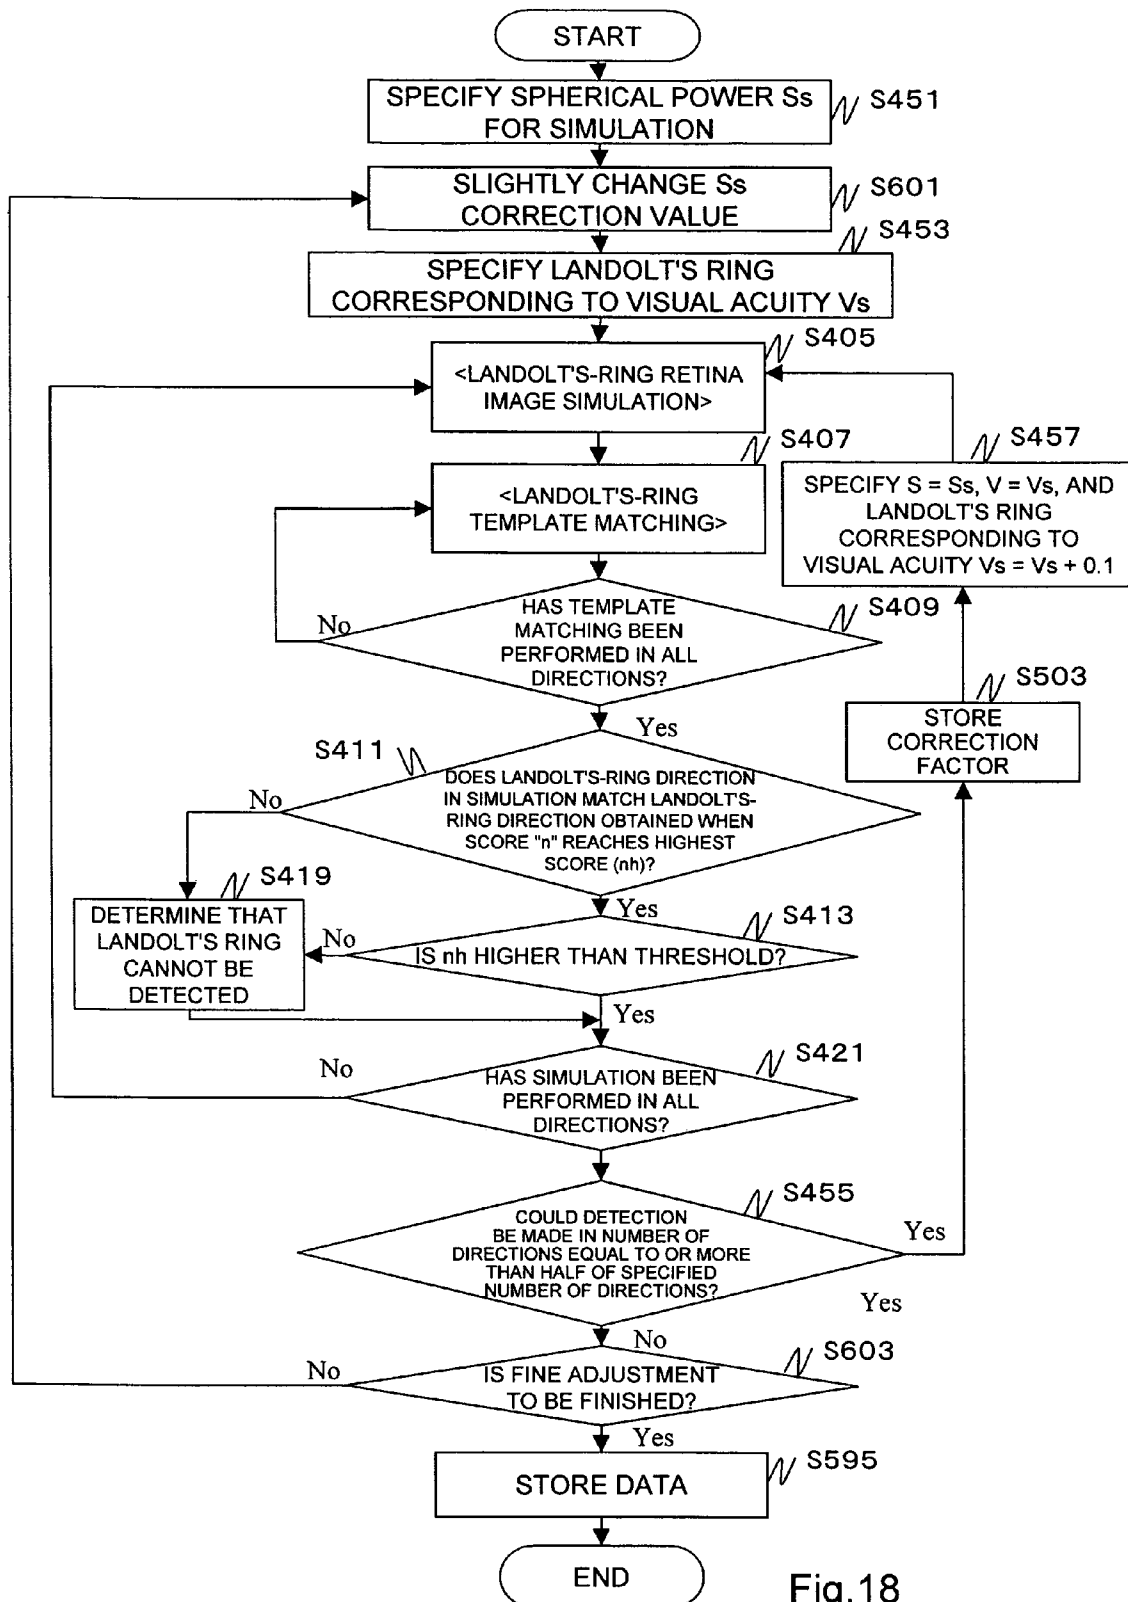 START
SPECIFY SPHERICAL POWER Ss
FOR SIMULATION
S451
SLIGHTLY CHANGE Ss
CORRECTION VALUE
S601
S453
SPECIFY LANDOLT'S RING
CORRESPONDING TO VISUAL ACUITY Vs
S405
<LANDOLT'S-RING RETINA
IMAGE SIMULATION>
S407
<LANDOLT'S-RING
TEMPLATE MATCHING>
S457
SPECIFY S = Ss, V = Vs, AND
LANDOLT'S RING
CORRESPONDING TO
VISUAL ACUITY Vs = Vs + 0.1
S409
No
HAS TEMPLATE
MATCHING BEEN
PERFORMED IN ALL
DIRECTIONS?
Yes
S503
STORE
CORRECTION
FACTOR
S411
No
DOES LANDOLT'S-RING DIRECTION
IN SIMULATION MATCH LANDOLT'S-
RING DIRECTION OBTAINED WHEN
SCORE "n" REACHES HIGHEST
SCORE (nh)?
Yes
S419
DETERMINE THAT
LANDOLT'S RING
CANNOT BE
DETECTED
S413
No
IS nh HIGHER THAN THRESHOLD?
Yes
S421
No
HAS SIMULATION BEEN
PERFORMED IN ALL
DIRECTIONS?
S455
COULD DETECTION
BE MADE IN NUMBER OF
DIRECTIONS EQUAL TO OR MORE
THAN HALF OF SPECIFIED
NUMBER OF DIRECTIONS?
Yes
Yes
No
S603
No
IS FINE ADJUSTMENT
TO BE FINISHED?
Yes
S595
STORE DATA
END
Fig.18